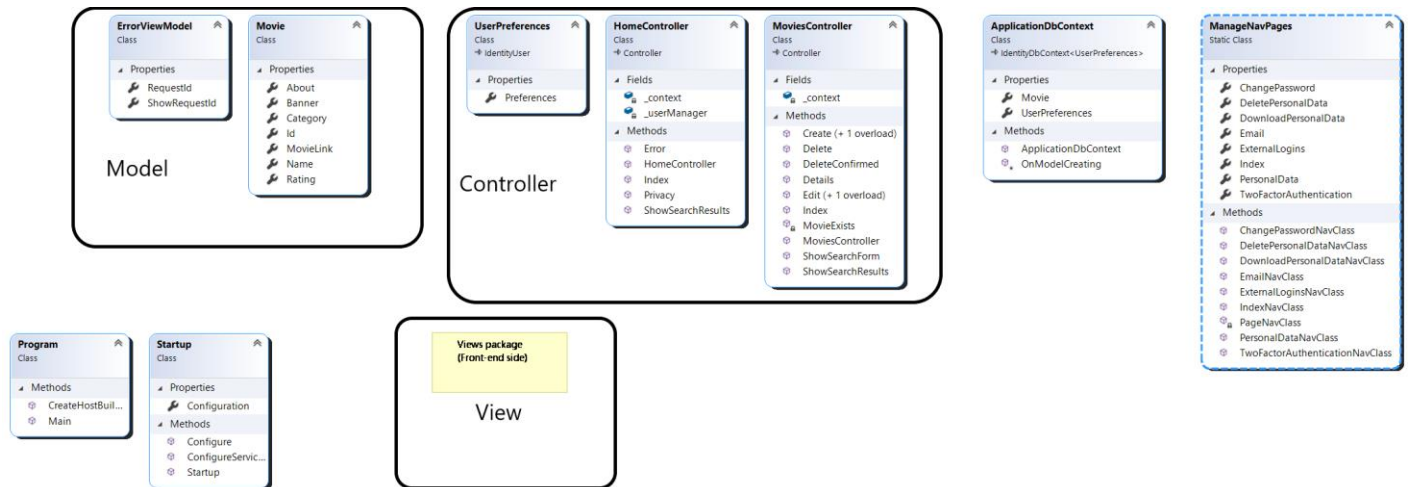 ErrorViewModel
Class
Properties
RequestId
ShowRequestId
Movie
Class
Properties
About
Banner
Category
Id
MovieLink
Name
Rating
Model
UserPreferences
Class
IdentityUser
Properties
Preferences
HomeController
Class
Controller
Fields
_context
_userManager
Methods
Error
HomeController
Index
Privacy
ShowSearchResults
MoviesController
Class
Controller
Fields
_context
Methods
Create (+ 1 overload)
Delete
DeleteConfirmed
Details
Edit (+ 1 overload)
Index
MovieExists
MoviesController
ShowSearchForm
ShowSearchResults
Controller
ApplicationDbContext
Class
IdentityDbContext<UserPreferences>
Properties
Movie
UserPreferences
Methods
ApplicationDbContext
OnModelCreating
ManageNavPages
Static Class
Properties
ChangePassword
DeletePersonalData
DownloadPersonalData
Email
ExternalLogins
Index
PersonalData
TwoFactorAuthentication
Methods
ChangePasswordNavClass
DeletePersonalDataNavClass
DownloadPersonalDataNavClass
EmailNavClass
ExternalLoginsNavClass
IndexNavClass
PageNavClass
PersonalDataNavClass
TwoFactorAuthenticationNavClass
Program
Class
Methods
CreateHostBuil...
Main
Startup
Class
Properties
Configuration
Methods
Configure
ConfigureServic...
Startup
Views package
(Front-end side)
View